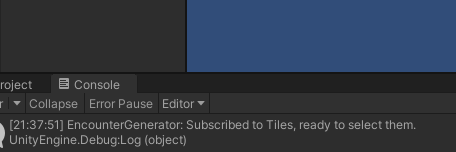 roject Console
r Collapse Error Pause Editor
[21:37:51] EncounterGenerator: Subscribed to Tiles, ready to select them.
UnityEngine.Debug:Log (object)